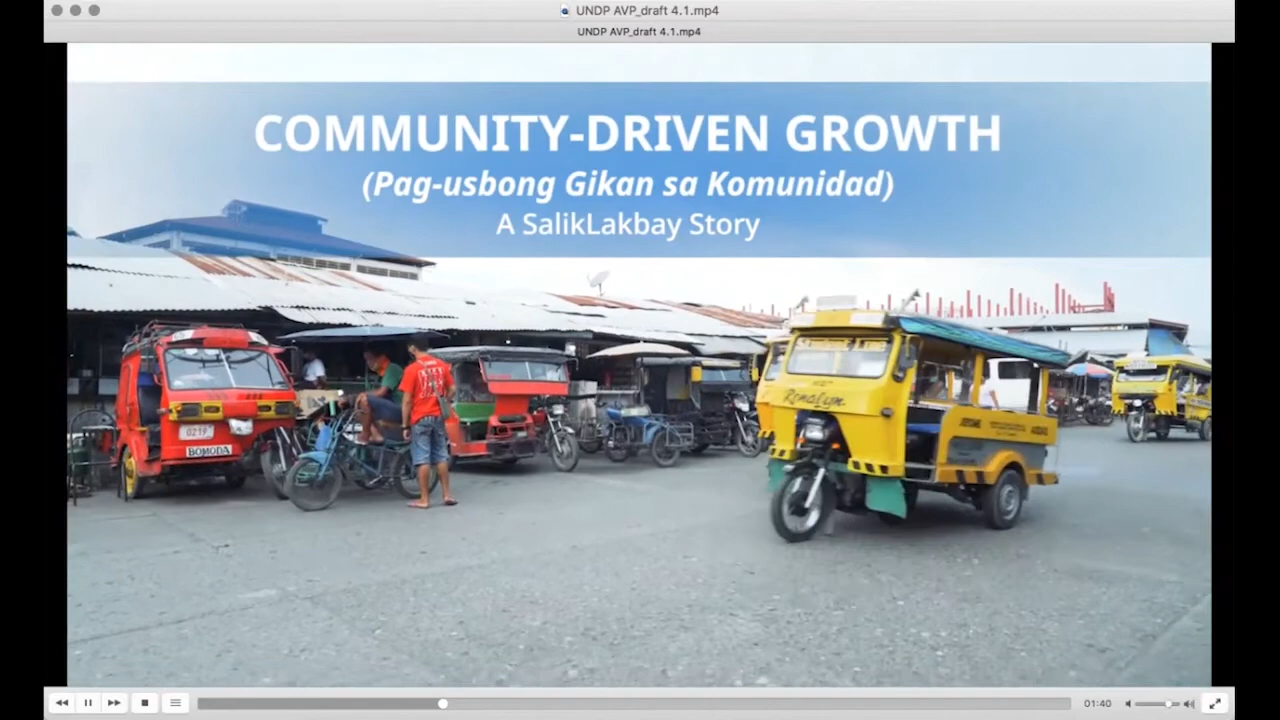 UNDP AVP_draft 4.1.mp4
UNDP AVP_draft 4.1.mp4
COMMUNITY-DRIVEN GROWTH
(Pag-usbong Gikan sa Komunidad)
A SalikLakbay Story
0219
BOMODA
Renalyn
01:40